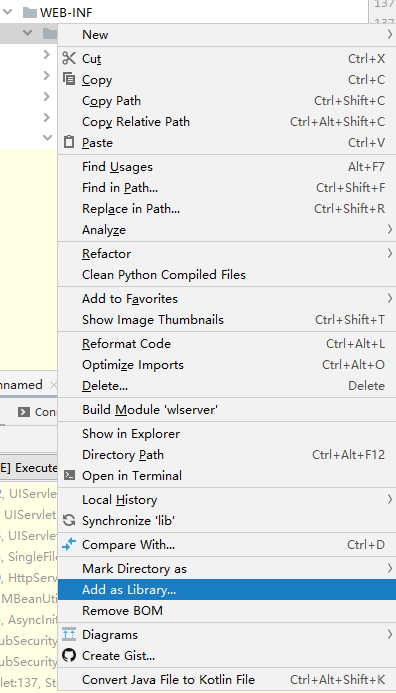 WEB-INF
137
New
Cut Ctrl+X
Copy Ctrl+C
Copy Path Ctrl+Shift+C
Copy Relative Path Ctrl+Alt+Shift+C
Paste Ctrl+V
Find Usages Alt+F7
Find in Path... Ctrl+Shift+F
Replace in Path... Ctrl+Shift+R
Analyze
Refactor
Clean Python Compiled Files
Add to Favorites
Show Image Thumbnails Ctrl+Shift+T
Reformat Code Ctrl+Alt+L
Optimize Imports Ctrl+Alt+O
nnamed
Delete... Delete
Build Module 'wlserver'
Con
Show in Explorer
Directory Path Ctrl+Alt+F12
E] Execute
Open in Terminal
2, UIServlet
Local History
UIServlet
Synchronize 'lib'
, UIServlet
Compare With... Ctrl+D
, SingleFil
Mark Directory as
, HttpServ
Add as Library...
MBeanUti
Remove BOM
, AsyncInit
Diagrams
ubSecurity
Create Gist...
ubSecurity
Convert Java File to Kotlin File Ctrl+Alt+Shift+K
let:137, St